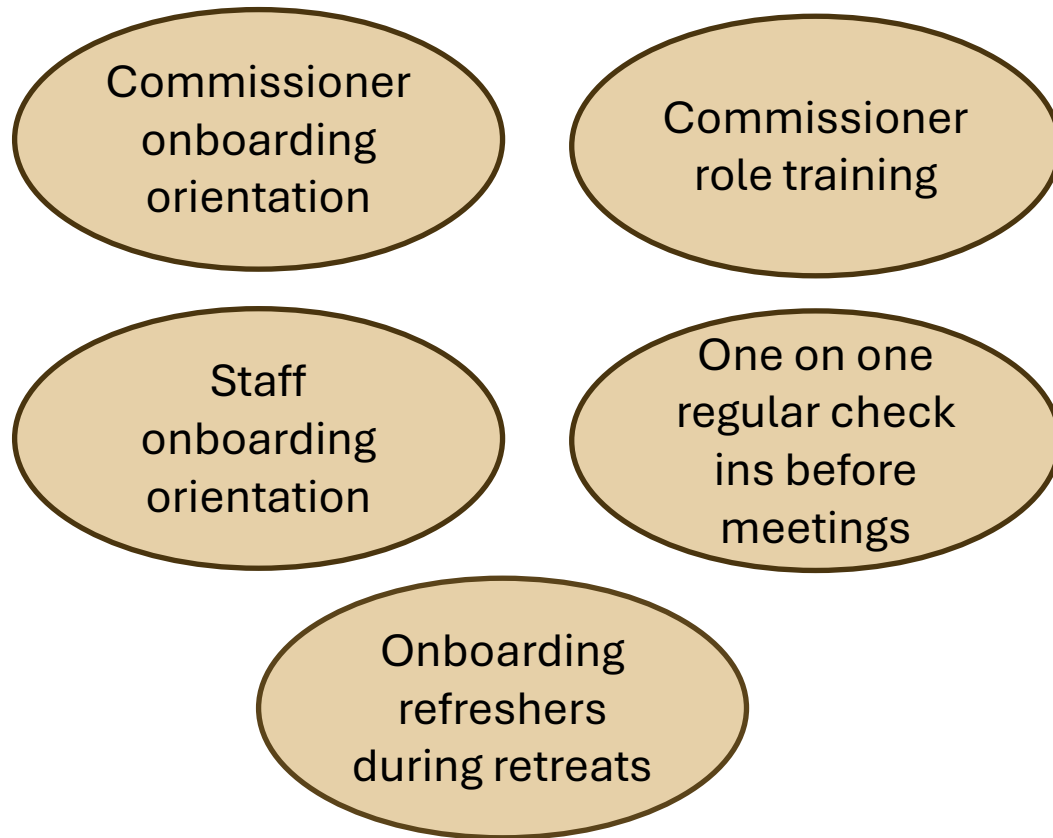 Commissioner
onboarding
orientation
Commissioner
role training
Staff
onboarding
orientation
One on one
regular check
ins before
meetings
Onboarding
refreshers
during retreats